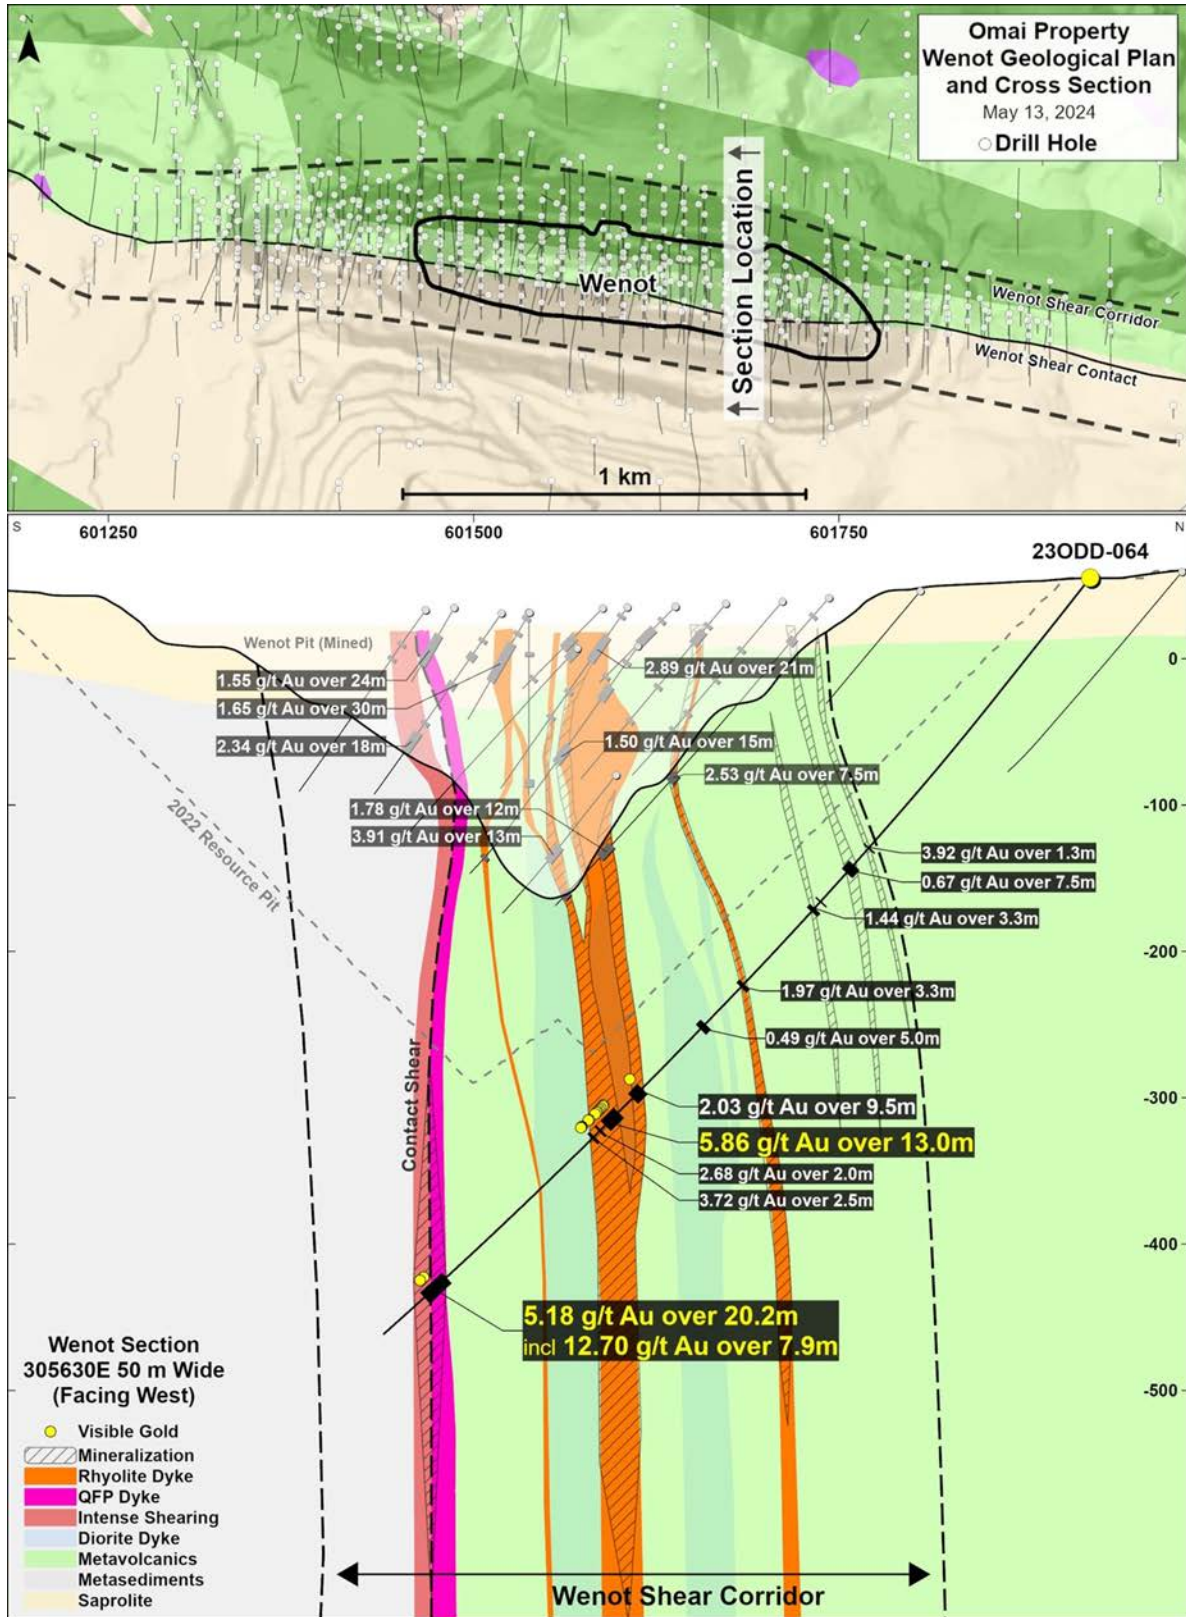 N
Omai Property
Wenot Geological Plan
and Cross Section
May 13, 2024
Drill Hole
Section Location
Wenot
Wenot Shear Corridor
Wenot Shear Contact
1 km
S
601250
601500
601750
N
23ODD-064
Wenot Pit (Mined)
1.55 g/t Au over 24m
1.65 g/t Au over 30m
2.34 g/t Au over 18m
2.89 g/t Au over 21m
1.50 g/t Au over 15m
2.53 g/t Au over 7.5m
1.78 g/t Au over 12m
3.91 g/t Au over 13m
2022 Resource Pit
0
-100
-200
-300
-400
-500
3.92 g/t Au over 1.3m
0.67 g/t Au over 7.5m
1.44 g/t Au over 3.3m
1.97 g/t Au over 3.3m
0.49 g/t Au over 5.0m
2.03 g/t Au over 9.5m
5.86 g/t Au over 13.0m
2.68 g/t Au over 2.0m
3.72 g/t Au over 2.5m
Contact Shear
5.18 g/t Au over 20.2m
incl 12.70 g/t Au over 7.9m
Wenot Section
305630E 50 m Wide
(Facing West)
Visible Gold
Mineralization
Rhyolite Dyke
QFP Dyke
Intense Shearing
Diorite Dyke
Metavolcanics
Metasediments
Saprolite
Wenot Shear Corridor